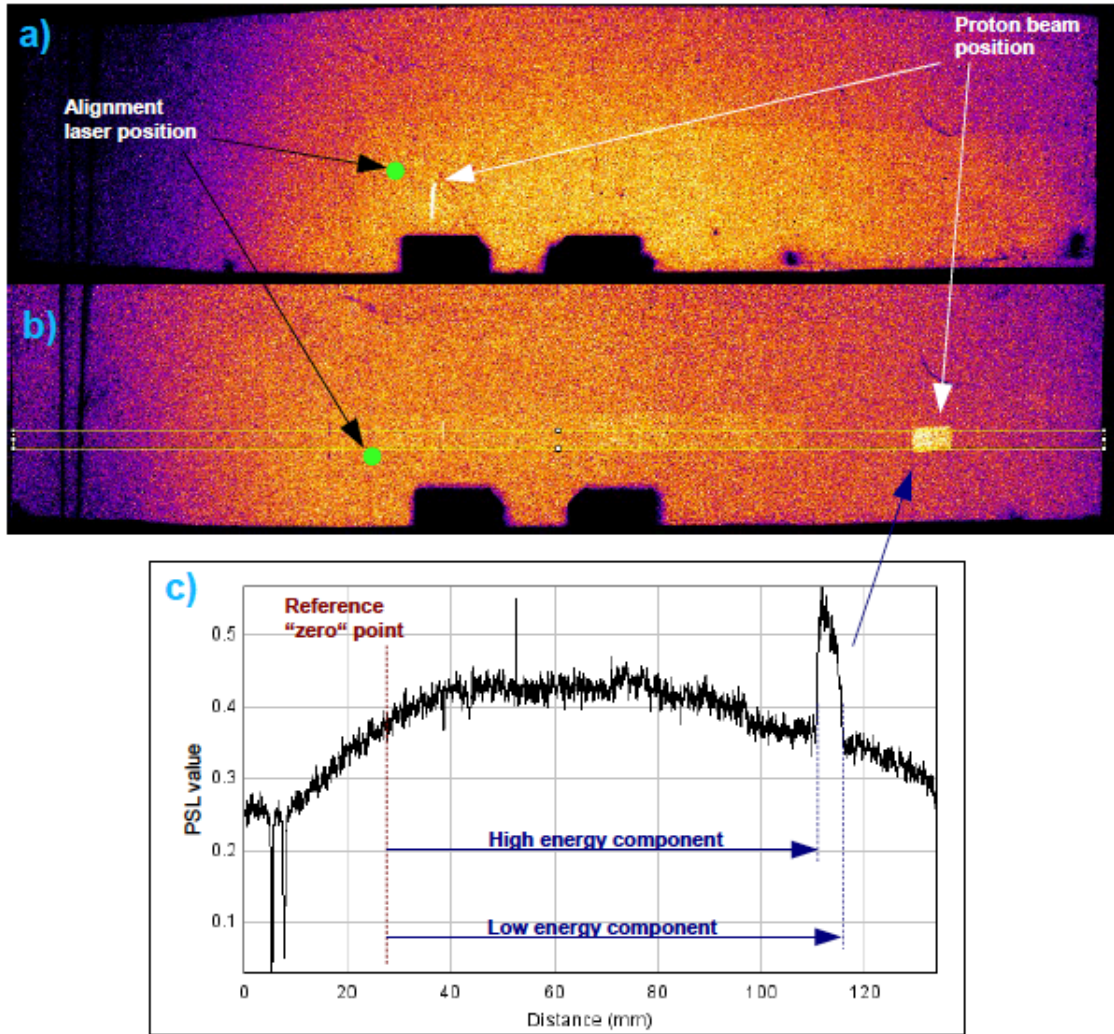 a)
Proton beam
position
Alignment
laser position
b)
c)
Reference
“zero“ point
0.5
0.4
0.3
0.2
0.1
PSL value
High energy component
Low energy component
0 20 40 60 80 100 120
Distance (mm)